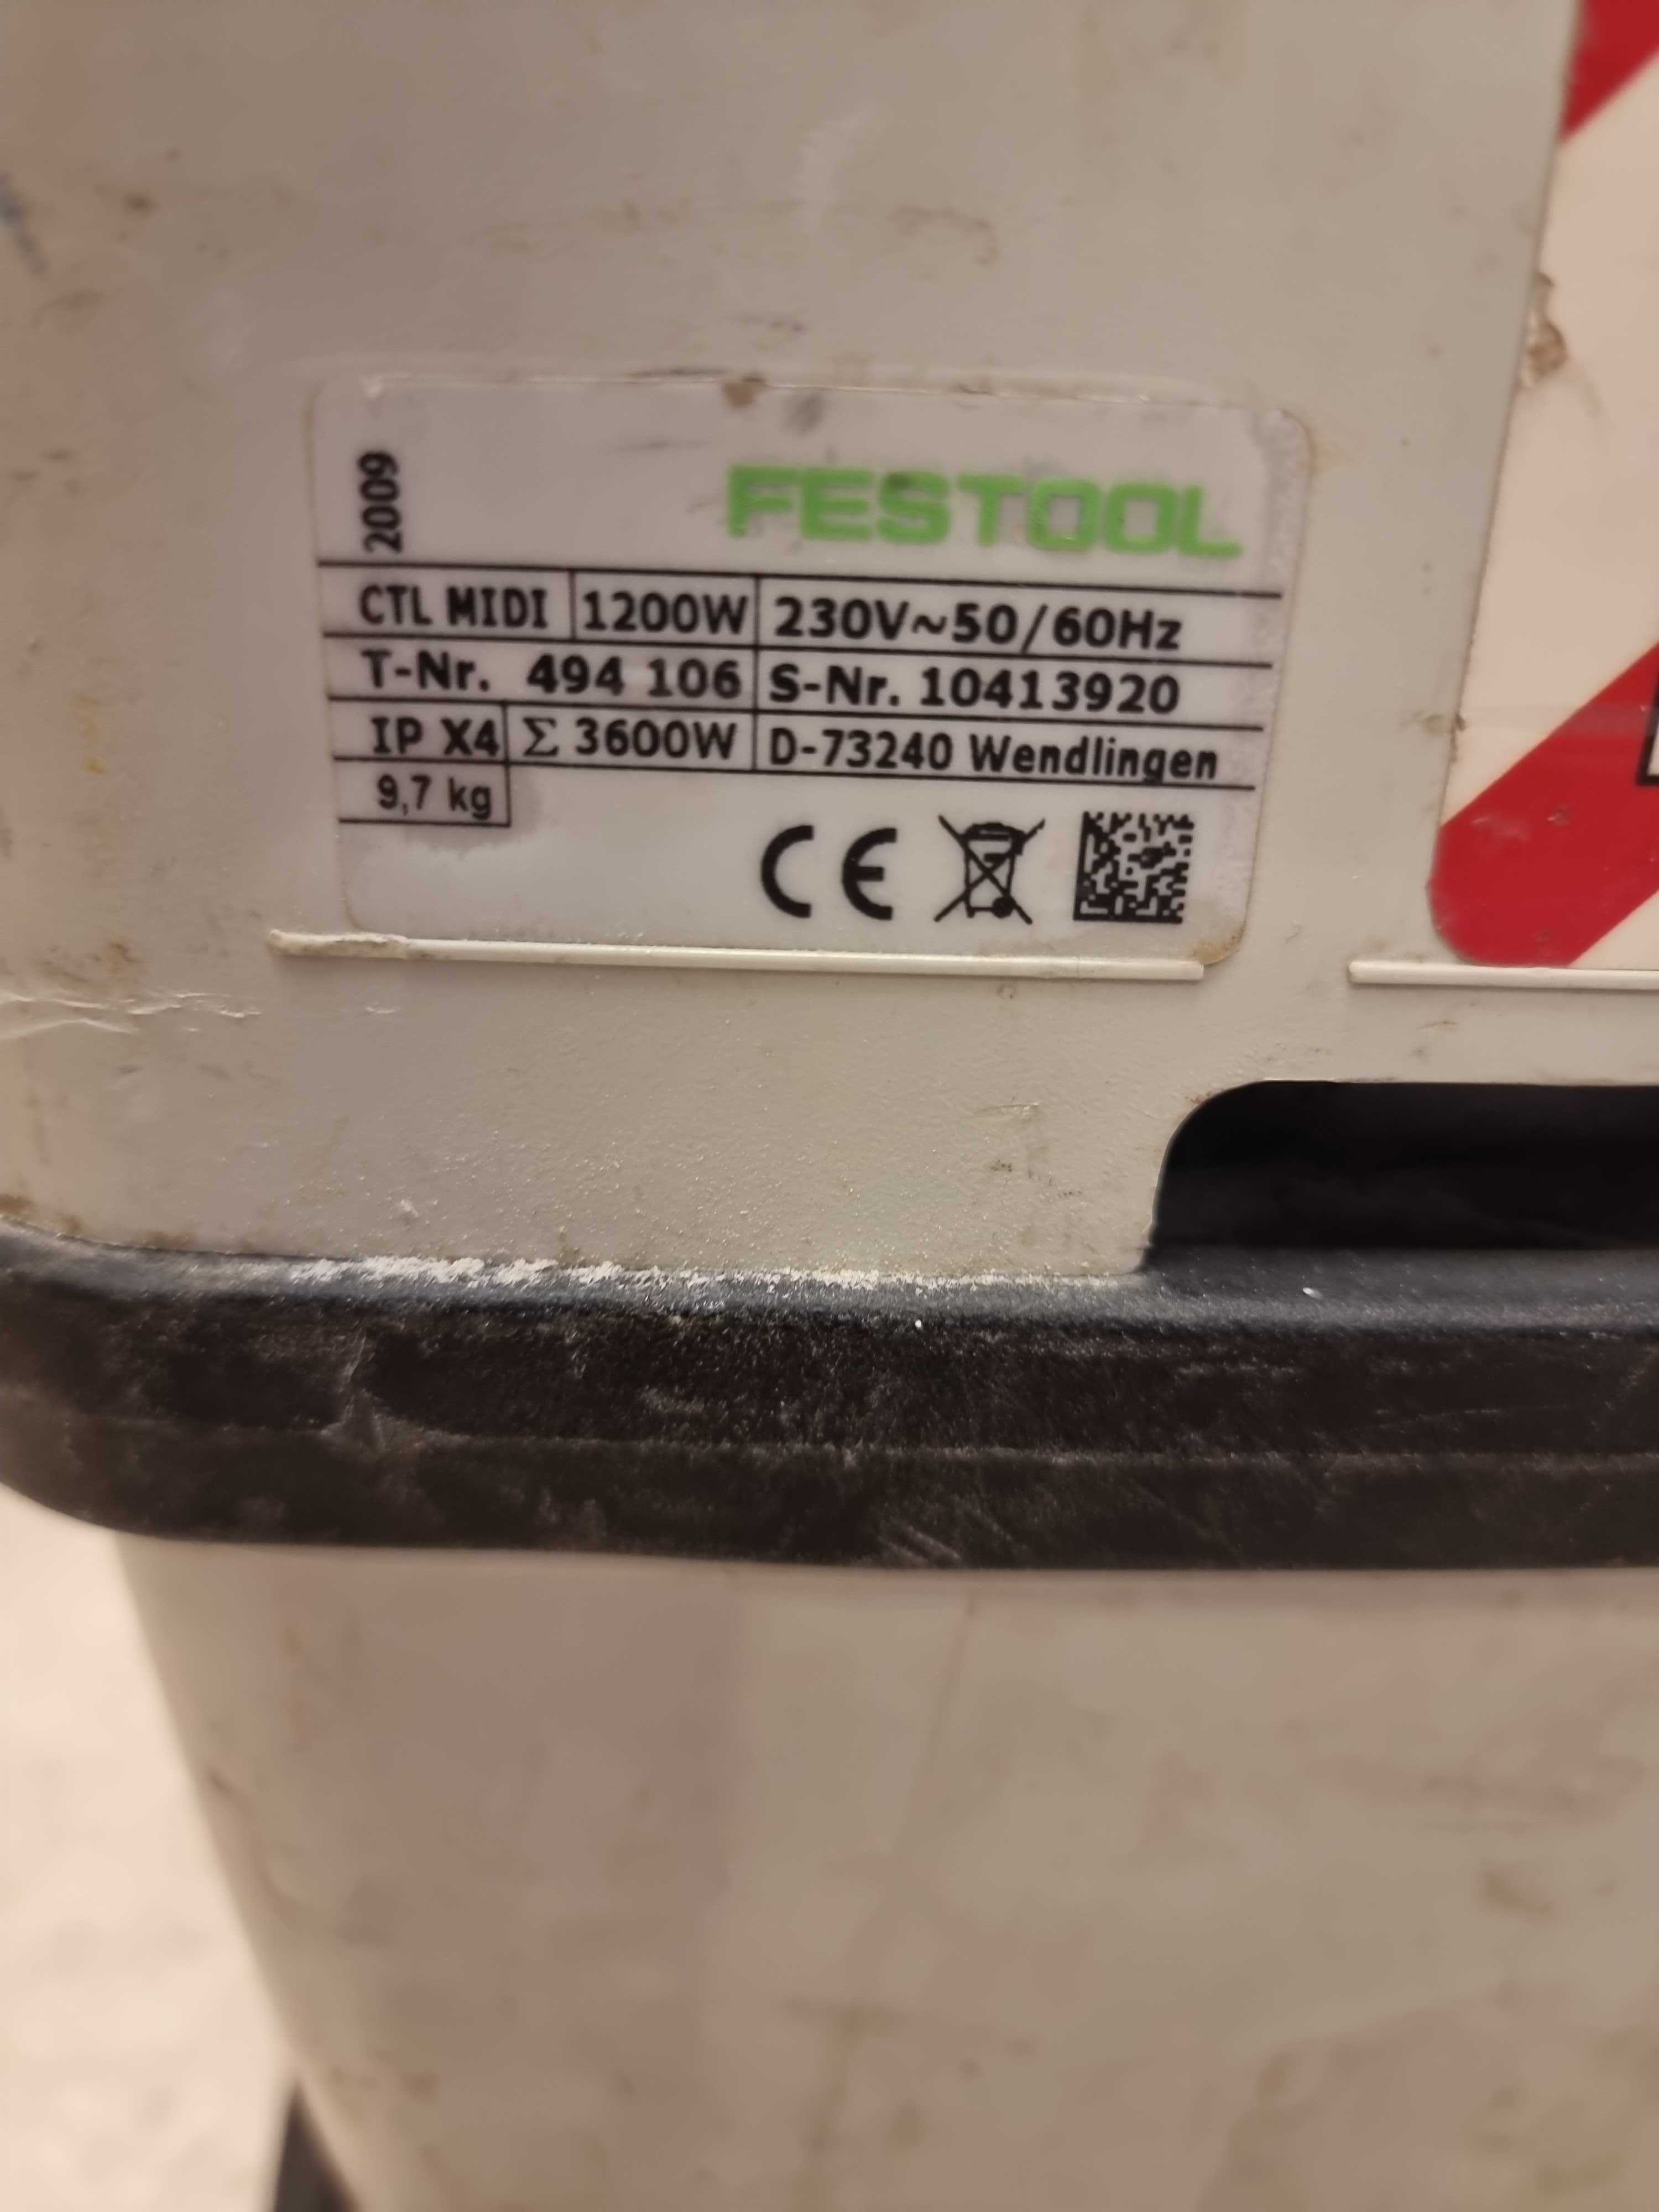 2009
FESTOOL
CTL MIDI 1200W 230V~50/60Hz
T-Nr. 494 106 S-Nr. 10413920
IP X4 Σ 3600W D-73240 Wendlingen
9,7 kg
CE